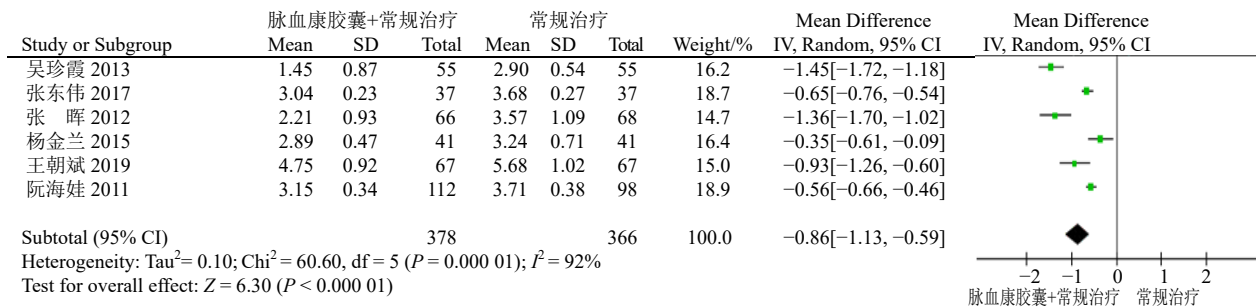 脉血康胶囊+常规治疗 常规治疗 Mean Difference Mean Difference
Study or Subgroup Mean SD Total Mean SD Total Weight/% IV, Random, 95% CI IV, Random, 95% CI
吴珍霞 2013 1.45 0.87 55 2.90 0.54 55 16.2 −1.45[−1.72, −1.18]
张东伟 2017 3.04 0.23 37 3.68 0.27 37 18.7 −0.65[−0.76, −0.54]
张 晖 2012 2.21 0.93 66 3.57 1.09 68 14.7 −1.36[−1.70, −1.02]
杨金兰 2015 2.89 0.47 41 3.24 0.71 41 16.4 −0.35[−0.61, −0.09]
王朝斌 2019 4.75 0.92 67 5.68 1.02 67 15.0 −0.93[−1.26, −0.60]
阮海娃 2011 3.15 0.34 112 3.71 0.38 98 18.9 −0.56[−0.66, −0.46]
Subtotal (95% CI) 378 366 100.0 −0.86[−1.13, −0.59]
Heterogeneity: Tau²= 0.10; Chi² = 60.60, df = 5 (P = 0.000 01); I² = 92%
Test for overall effect: Z = 6.30 (P < 0.000 01)
−2 −1 0 1 2
脉血康胶囊+常规治疗 常规治疗